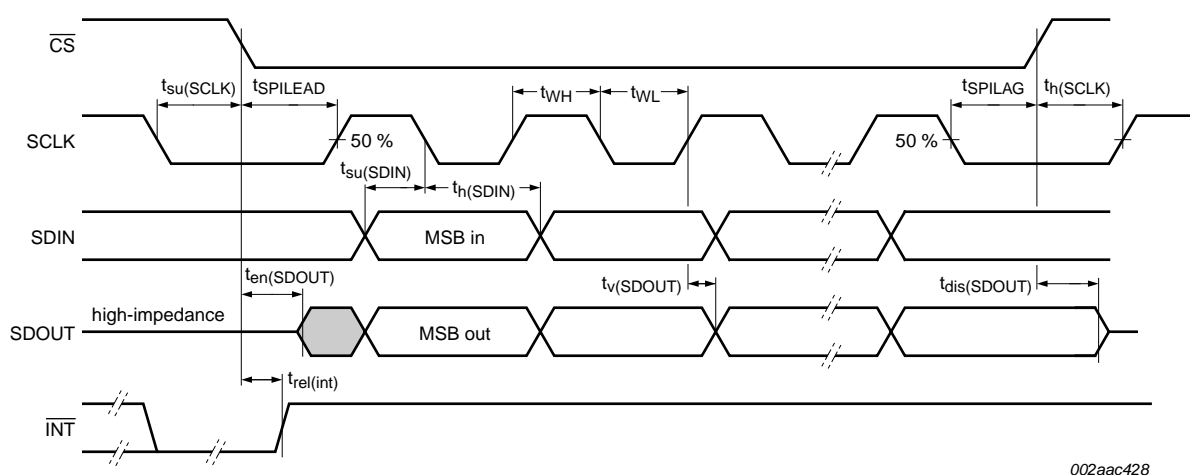 CS
tsu(SCLK) tSPILEAD tWH tWL tSPILAG th(SCLK)
SCLK 50 % 50 %
tsu(SDIN) th(SDIN)
SDIN MSB in
ten(SDOUT) tv(SDOUT) tdis(SDOUT)
high-impedance
SDOUT MSB out
trel(int)
INT
002aac428